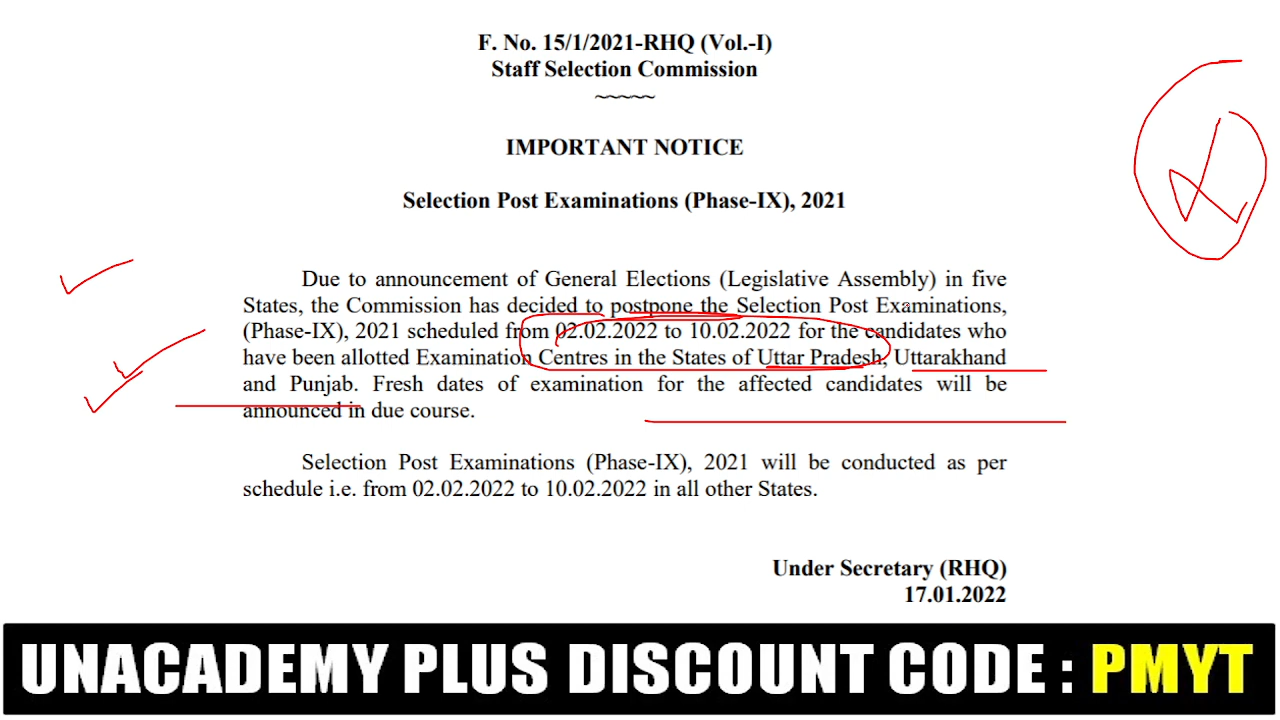 F. No. 15/1/2021-RHQ (Vol.-I)
Staff Selection Commission
~~~~~
IMPORTANT NOTICE
Selection Post Examinations (Phase-IX), 2021
Due to announcement of General Elections (Legislative Assembly) in five
States, the Commission has decided to postpone the Selection Post Examinations,
(Phase-IX), 2021 scheduled from 02.02.2022 to 10.02.2022 for the candidates who
have been allotted Examination Centres in the States of Uttar Pradesh, Uttarakhand
and Punjab. Fresh dates of examination for the affected candidates will be
announced in due course.
Selection Post Examinations (Phase-IX), 2021 will be conducted as per
schedule i.e. from 02.02.2022 to 10.02.2022 in all other States.
Under Secretary (RHQ)
17.01.2022
UNACADEMY PLUS DISCOUNT CODE : PMYT